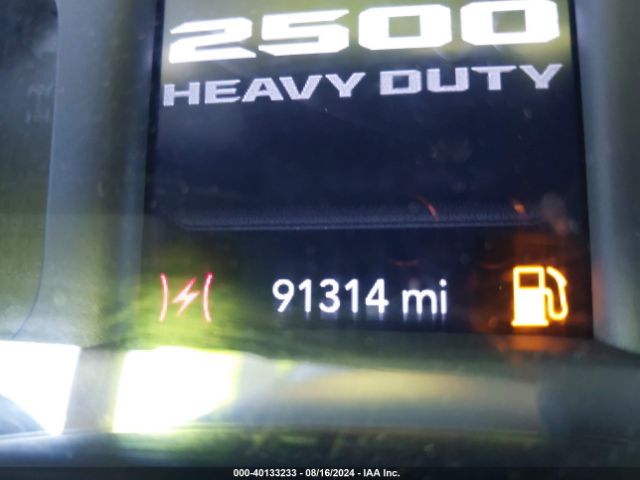 2500
HEAVY DUTY
91314 mi
000-40133233 - 08/16/2024 - IAA Inc.